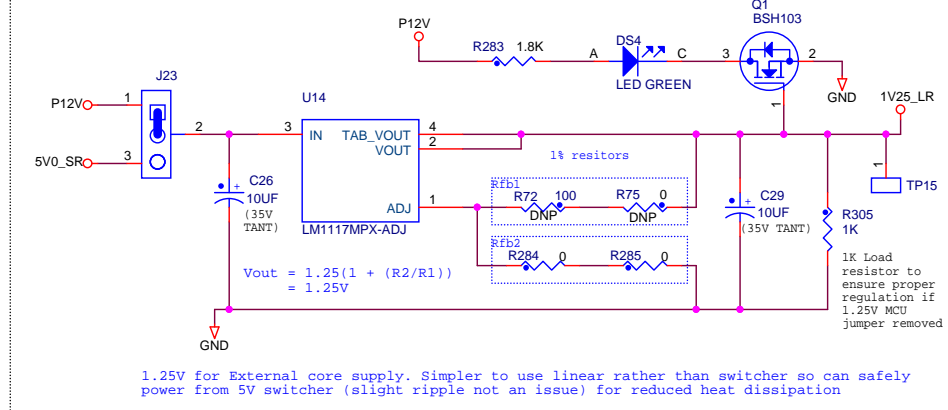 Q1
BSH103
P12V
DS4
R283 1.8K
A C 3 2
LED GREEN
GND
1
J23
U14
1V25_LR
P12V 1
2
3 IN TAB_VOUT 4
VOUT 2
5V0_SR 3
1% resitors
1
TP15
C26
10UF
(35V
TANT)
+
ADJ 1
LM1117MPX-ADJ
Rfb1
R72 100 R75 0
DNP DNP
C29
10UF
(35V TANT)
+
R305
1K
Rfb2
R284 0 R285 0
1K Load
resistor to
ensure proper
regulation if
1.25V MCU
jumper removed
Vout = 1.25(1 + (R2/R1))
= 1.25V
GND
1.25V for External core supply. Simpler to use linear rather than switcher so can safely
power from 5V switcher (slight ripple not an issue) for reduced heat dissipation